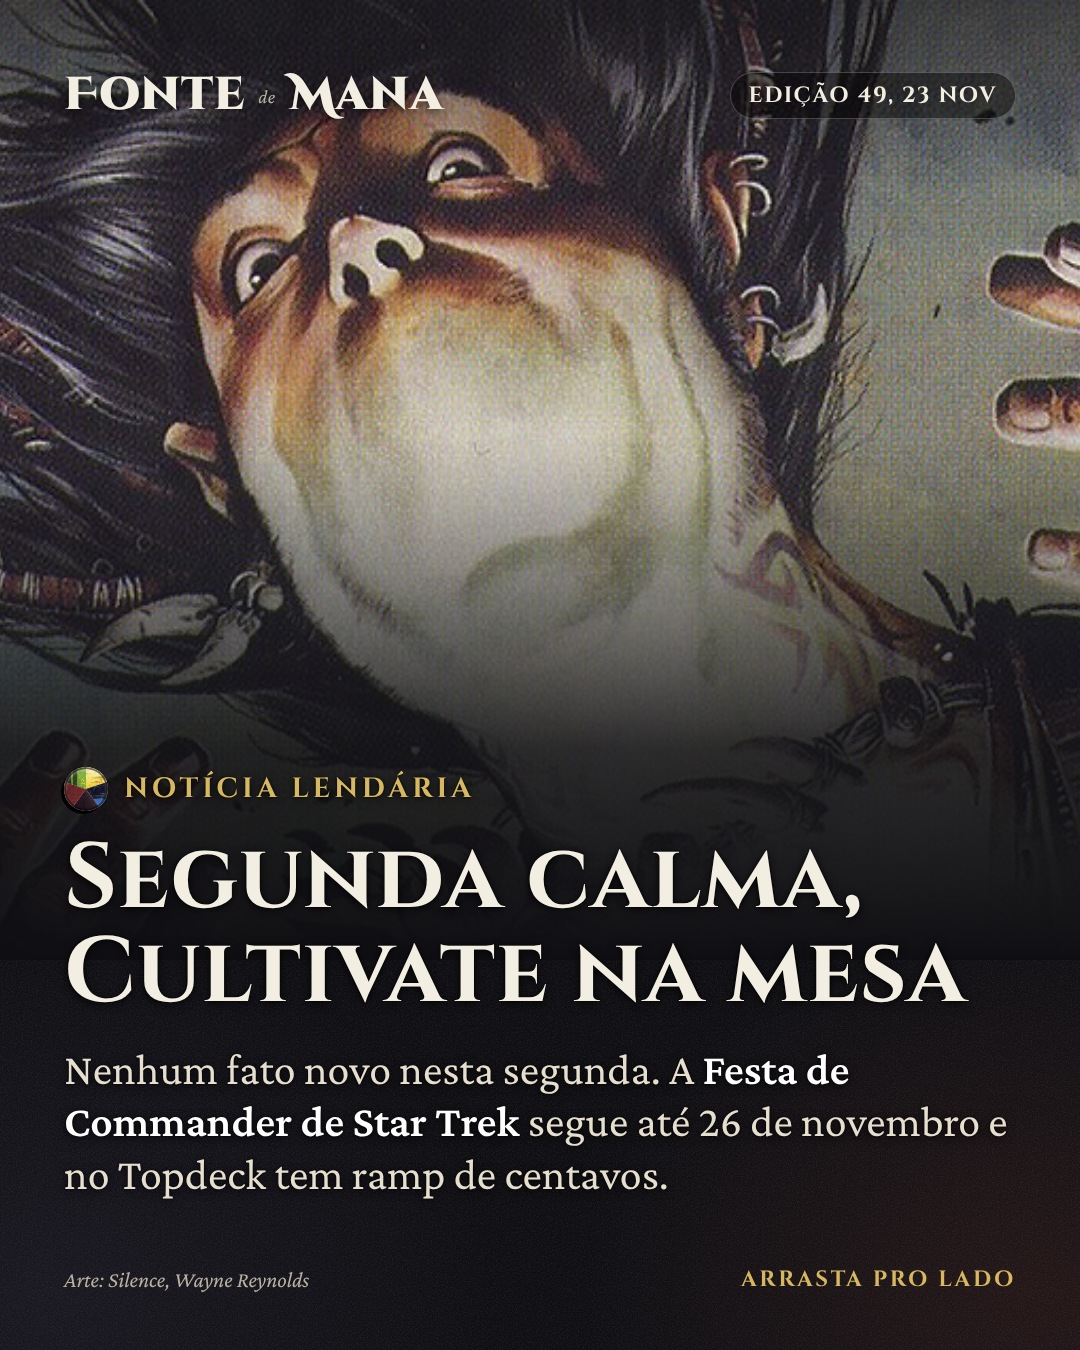 Fonte de Mana
EDIÇÃO 49, 23 NOV
NOTÍCIA LENDÁRIA
Segunda calma,
Cultivate na mesa
Nenhum fato novo nesta segunda. A Festa de
Commander de Star Trek segue até 26 de novembro e
no Topdeck tem ramp de centavos.
Arte: Silence, Wayne Reynolds
ARRASTA PRO LADO